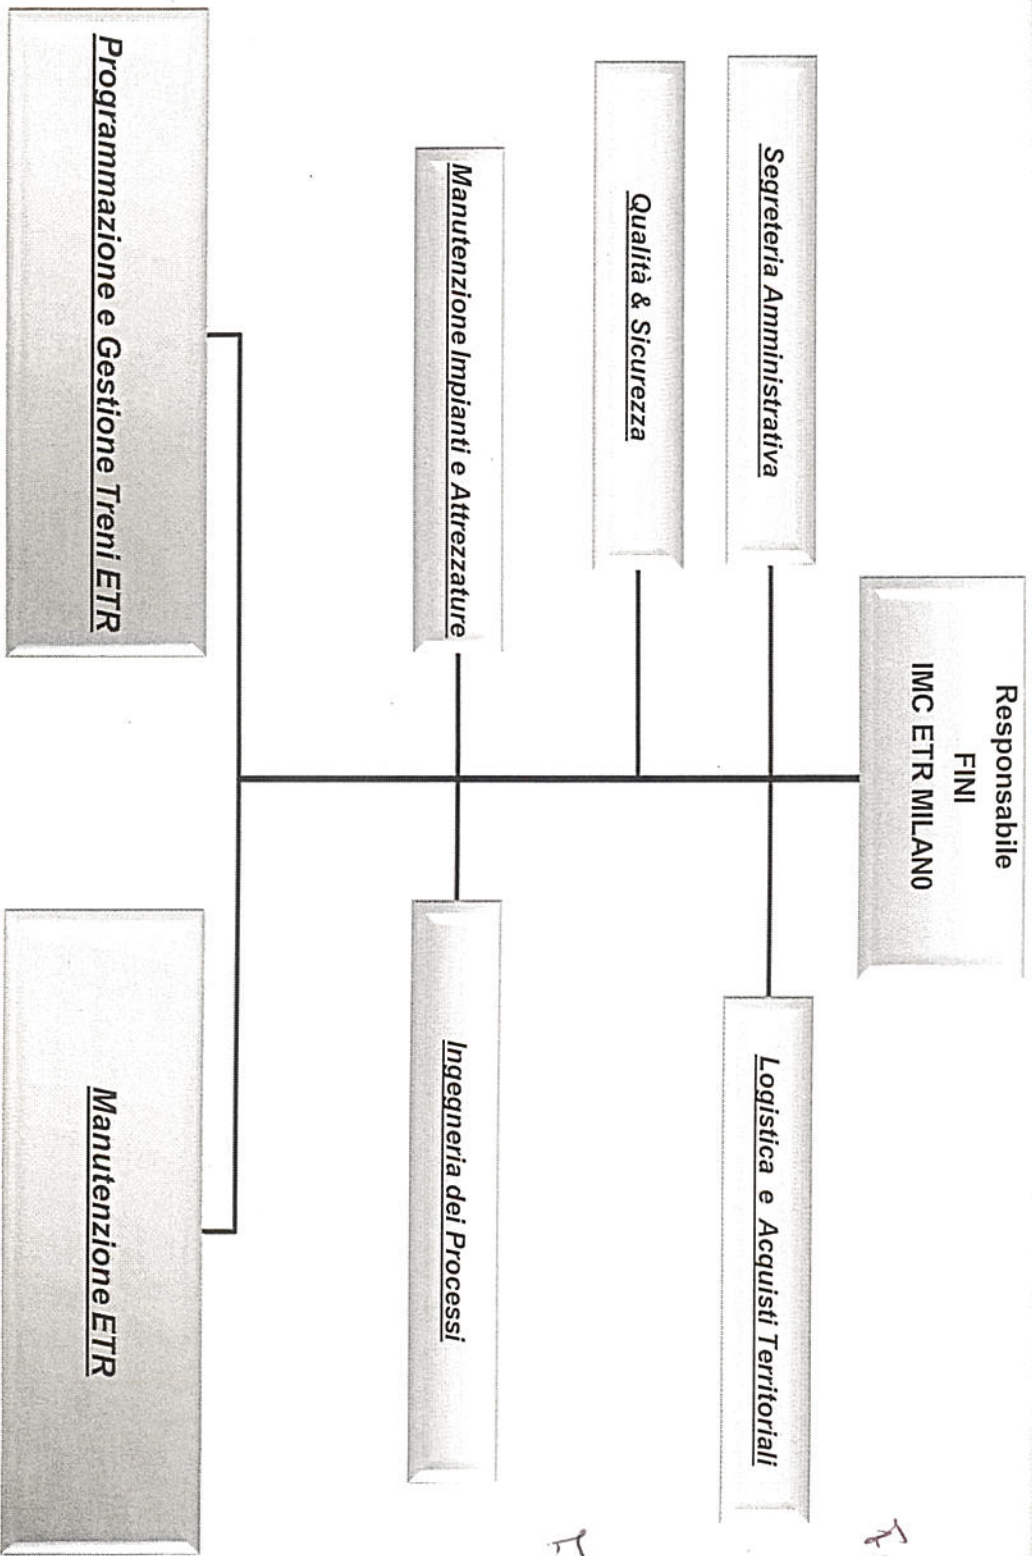 Responsabile
FINI
IMC ETR MILAN0
Segreteria Amministrativa
Logistica e Acquisti Territoriali
Qualità & Sicurezza
Manutenzione Impianti e Attrezzature
Ingegneria dei Processi
Programmazione e Gestione Treni ETR
Manutenzione ETR